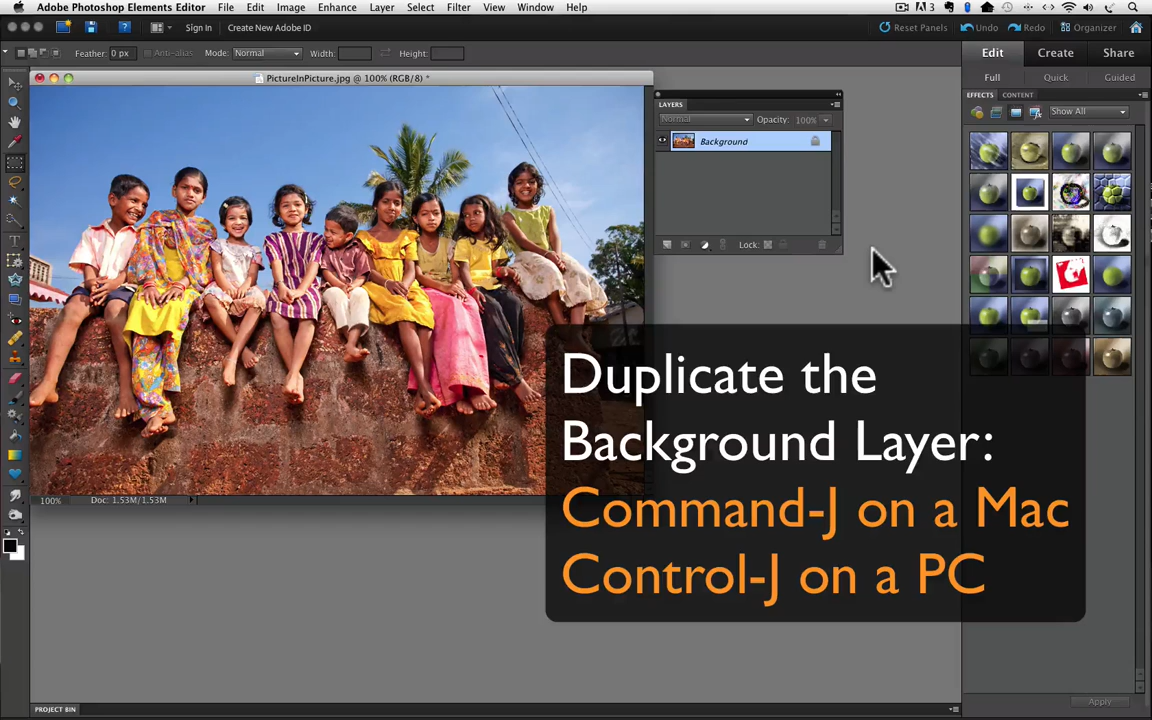 Adobe Photoshop Elements Editor File Edit Image Enhance Layer Select Filter View Window Help 3
Sign In Create New Adobe ID Reset Panels Undo Redo Organizer
Feather: 0 px Anti-alias Mode: Normal Width: Height: Edit Create Share
PictureInPicture.jpg @ 100% (RGB/8) * Full Quick Guided
LAYERS EFFECTS CONTENT
Normal Opacity: 100% Show All
Background
Lock:
Duplicate the
Background Layer:
Command-J on a Mac
Control-J on a PC
100% Doc: 1.53M/1.53M
Apply
PROJECT BIN